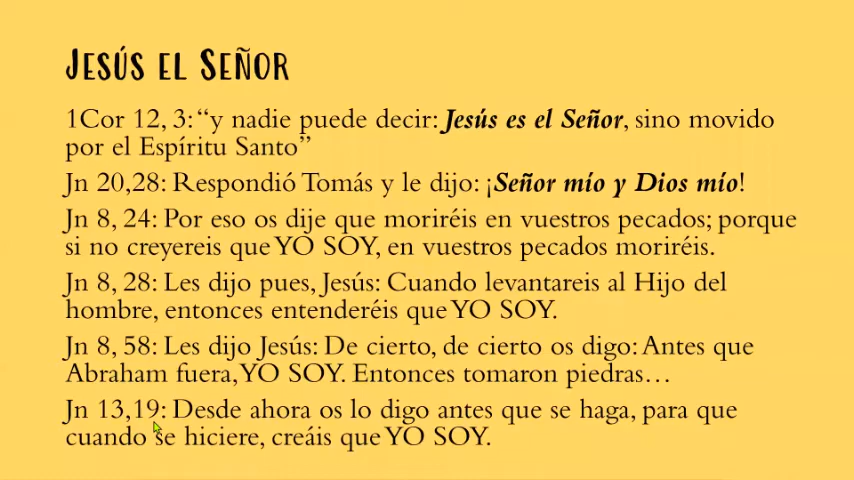 JESÚS EL SEÑOR
1Cor 12, 3: “y nadie puede decir: Jesús es el Señor, sino movido
por el Espíritu Santo”
Jn 20,28: Respondió Tomás y le dijo: ¡Señor mío y Dios mío!
Jn 8, 24: Por eso os dije que moriréis en vuestros pecados; porque
si no creyereis que YO SOY, en vuestros pecados moriréis.
Jn 8, 28: Les dijo pues, Jesús: Cuando levantareis al Hijo del
hombre, entonces entenderéis que YO SOY.
Jn 8, 58: Les dijo Jesús: De cierto, de cierto os digo: Antes que
Abraham fuera, YO SOY. Entonces tomaron piedras…
Jn 13,19: Desde ahora os lo digo antes que se haga, para que
cuando se hiciere, creáis que YO SOY.